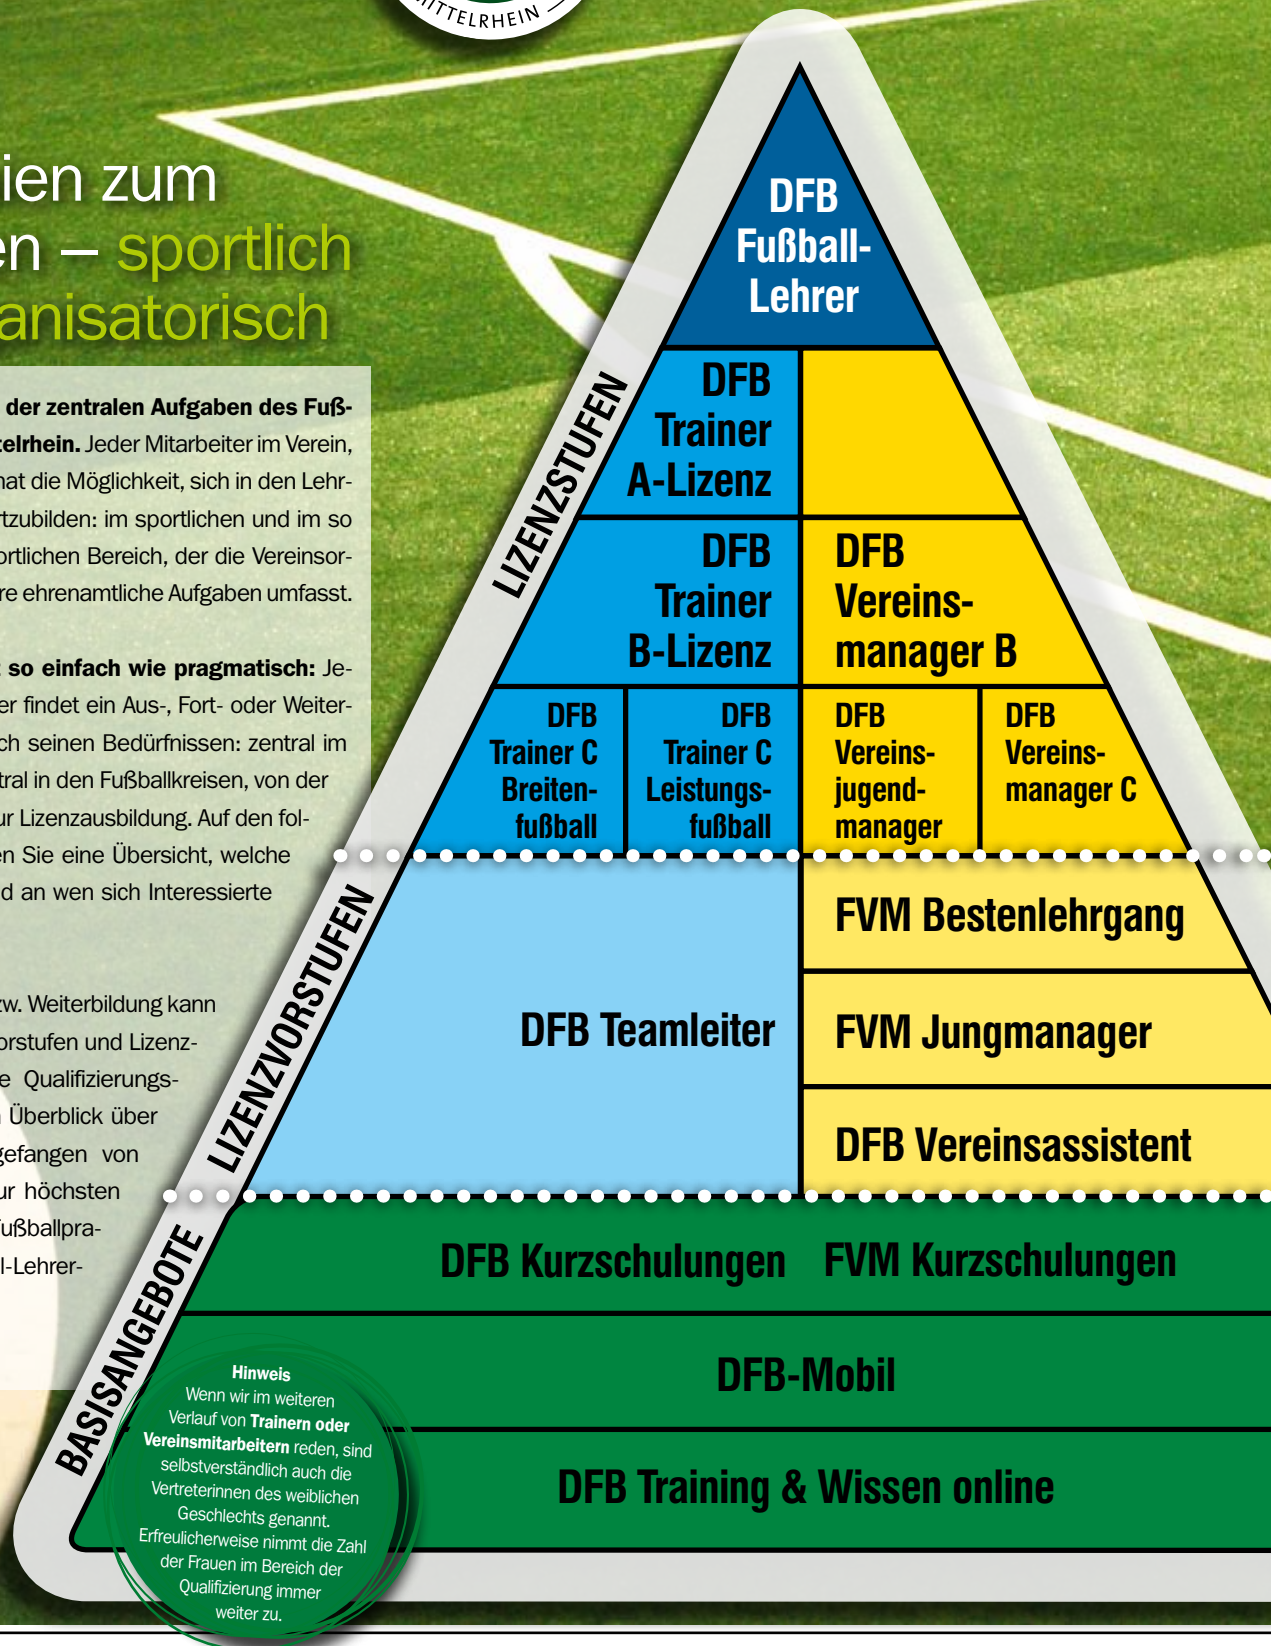 MITTELRHEIN
ien zum
en – sportlich
anisatorisch
der zentralen Aufgaben des Fuß-
telrhein. Jeder Mitarbeiter im Verein,
hat die Möglichkeit, sich in den Lehr-
rtzubilden: im sportlichen und im so
ortlichen Bereich, der die Vereinsor-
re ehrenamtliche Aufgaben umfasst.
so einfach wie pragmatisch: Je-
er findet ein Aus-, Fort- oder Weiter-
ch seinen Bedürfnissen: zentral im
tral in den Fußballkreisen, von der
ur Lizenzausbildung. Auf den fol-
en Sie eine Übersicht, welche
d an wen sich Interessierte
zw. Weiterbildung kann
orstufen und Lizenz-
e Qualifizierungs-
Überblick über
gefangen von
ur höchsten
Fußballpra-
l-Lehrer-
LIZENZSTUFEN
DFB
Fußball-
Lehrer
DFB
Trainer
A-Lizenz
DFB
Trainer
B-Lizenz
DFB
Vereins-
manager B
DFB
Trainer C
Breiten-
fußball
DFB
Trainer C
Leistungs-
fußball
DFB
Vereins-
jugend-
manager
DFB
Vereins-
manager C
LIZENZVORSTUFEN
DFB Teamleiter
FVM Bestenlehrgang
FVM Jungmanager
DFB Vereinsassistent
BASISANGEBOTE
DFB Kurzschulungen FVM Kurzschulungen
DFB-Mobil
DFB Training & Wissen online
Hinweis
Wenn wir im weiteren
Verlauf von Trainern oder
Vereinsmitarbeitern reden, sind
selbstverständlich auch die
Vertreterinnen des weiblichen
Geschlechts genannt.
Erfreulicherweise nimmt die Zahl
der Frauen im Bereich der
Qualifizierung immer
weiter zu.